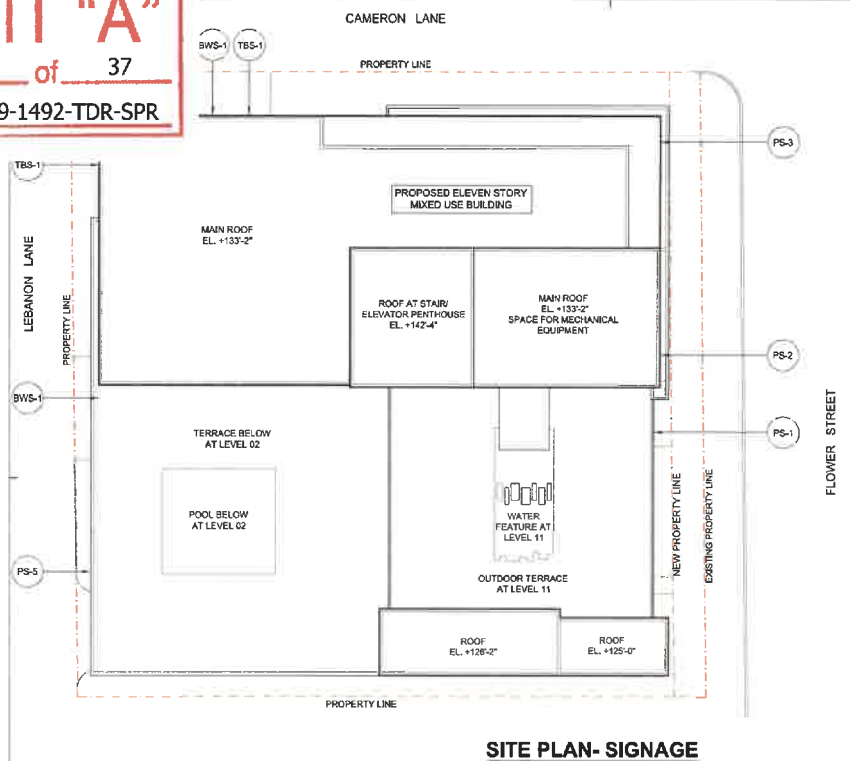 "A"
of 37
9-1492-TDR-SPR
CAMERON LANE
BWS-1
TBS-1
PROPERTY LINE
PS-3
TBS-1
PROPOSED ELEVEN STORY
MIXED USE BUILDING
MAIN ROOF
EL. +133'-2"
LEBANON LANE
PROPERTY LINE
ROOF AT STAIR/
ELEVATOR PENTHOUSE
EL. +142'-4"
MAIN ROOF
EL. +133'-2"
SPACE FOR MECHANICAL
EQUIPMENT
PS-2
BWS-1
PS-1
FLOWER STREET
TERRACE BELOW
AT LEVEL 02
POOL BELOW
AT LEVEL 02
WATER
FEATURE AT
LEVEL 11
NEW PROPERTY LINE
EXISTING PROPERTY LINE
PS-5
OUTDOOR TERRACE
AT LEVEL 11
ROOF
EL. +126'-2"
ROOF
EL. +125'-0"
PROPERTY LINE
SITE PLAN- SIGNAGE